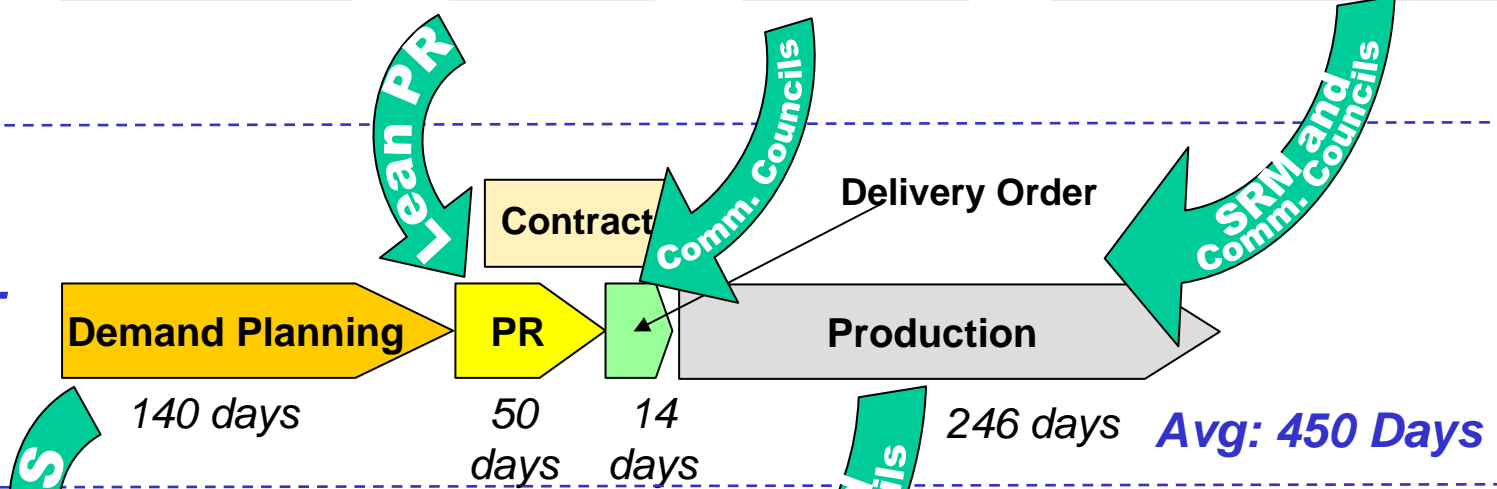 Lean PR
Comm. Councils
SRM and
Comm. Councils
Delivery Order
Contract
Demand Planning
PR
Production
140 days
50
days
14
days
246 days
Avg: 450 Days
S
ils